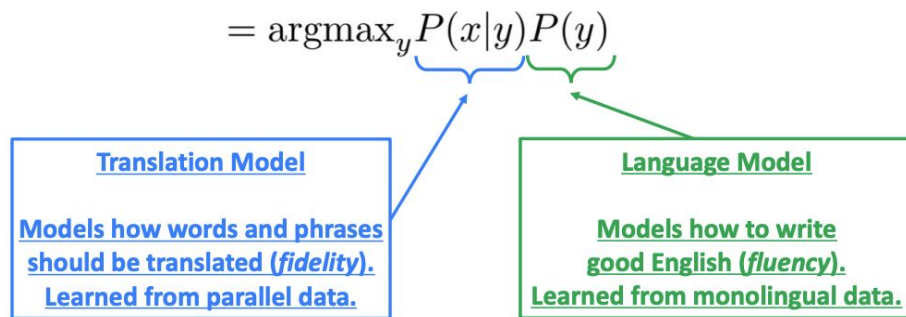 = argmax_y P(x|y)P(y)
Translation Model
Models how words and phrases
should be translated (fidelity).
Learned from parallel data.
Language Model
Models how to write
good English (fluency).
Learned from monolingual data.